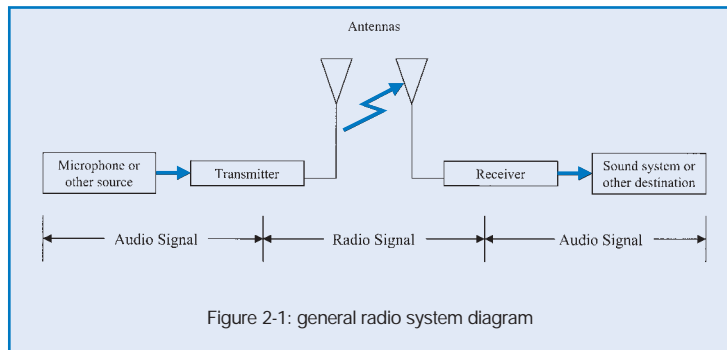 Antennas
Microphone or
other source
Transmitter
Receiver
Sound system or
other destination
Audio Signal
Radio Signal
Audio Signal
Figure 2-1: general radio system diagram